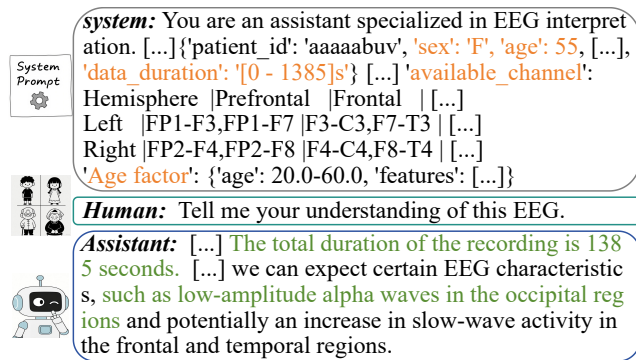 System
Prompt
system: You are an assistant specialized in EEG interpret
ation. [...]{'patient_id': 'aaaaabuv', 'sex': 'F', 'age': 55, [...],
'data_duration': '[0 - 1385]s'} [...] 'available_channel':
Hemisphere |Prefrontal |Frontal | [...]
Left |FP1-F3,FP1-F7 |F3-C3,F7-T3 | [...]
Right |FP2-F4,FP2-F8 |F4-C4,F8-T4 | [...]
'Age factor': {'age': 20.0-60.0, 'features': [...]}
Human: Tell me your understanding of this EEG.
Assistant: [...] The total duration of the recording is 138
5 seconds. [...] we can expect certain EEG characteristic
s, such as low-amplitude alpha waves in the occipital reg
ions and potentially an increase in slow-wave activity in
the frontal and temporal regions.